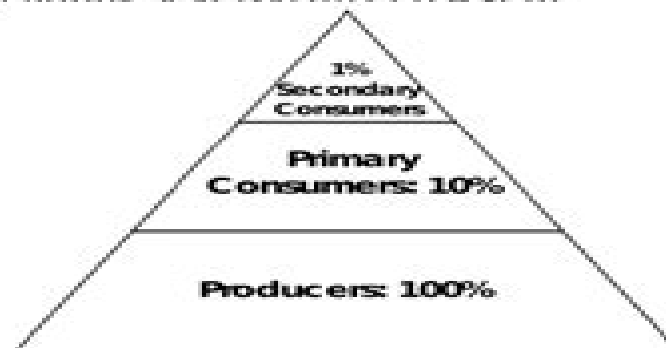 1%
Secondary
Consumers
Primary
Consumers: 10%
Producers: 100%